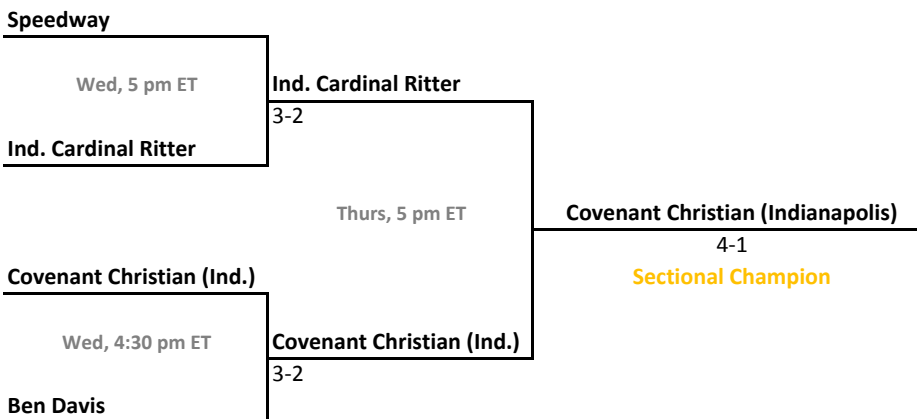 Speedway
Wed, 5 pm ET
Ind. Cardinal Ritter
3-2
Ind. Cardinal Ritter
Thurs, 5 pm ET
Covenant Christian (Indianapolis)
4-1
Sectional Champion
Covenant Christian (Ind.)
Wed, 4:30 pm ET
Covenant Christian (Ind.)
3-2
Ben Davis